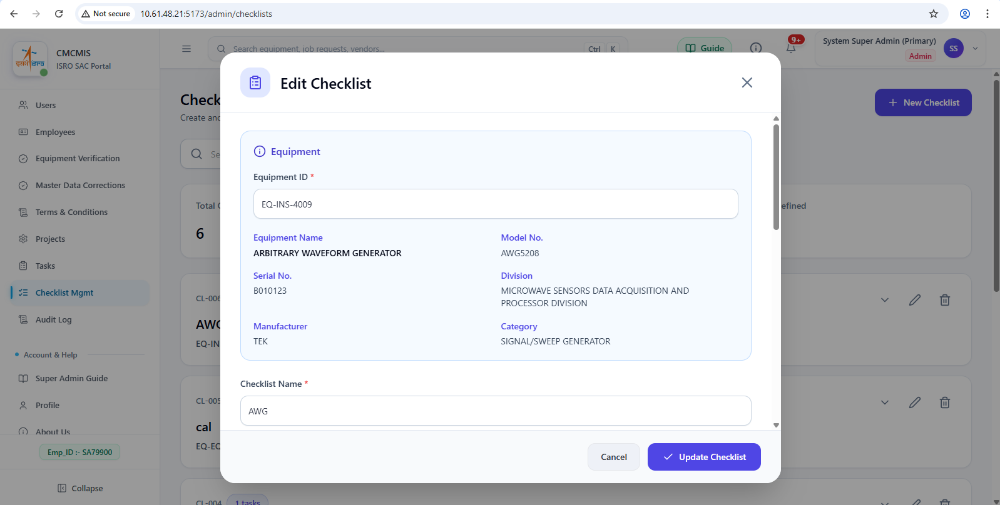 Not secure
10.61.48.21:5173/admin/checklists
इसरो isro
CMCMIS
ISRO SAC Portal
Search equipment, job requests, vendors...
Ctrl K
Guide
9+
System Super Admin (Primary)
Admin
SS
Users
Employees
Equipment Verification
Master Data Corrections
Terms & Conditions
Projects
Tasks
Checklist Mgmt
Audit Log
Account & Help
Super Admin Guide
Profile
About Us
Emp_ID :- SA79900
Collapse
Check
Create and
New Checklist
Se
Total C
6
efined
CL-006
AWG
EQ-IN
CL-005
cal
EQ-EQ
CL-004
1 tasks
Edit Checklist
Equipment
Equipment ID *
EQ-INS-4009
Equipment Name
Model No.
ARBITRARY WAVEFORM GENERATOR
AWG5208
Serial No.
Division
B010123
MICROWAVE SENSORS DATA ACQUISITION AND
PROCESSOR DIVISION
Manufacturer
Category
TEK
SIGNAL/SWEEP GENERATOR
Checklist Name *
AWG
Cancel
Update Checklist